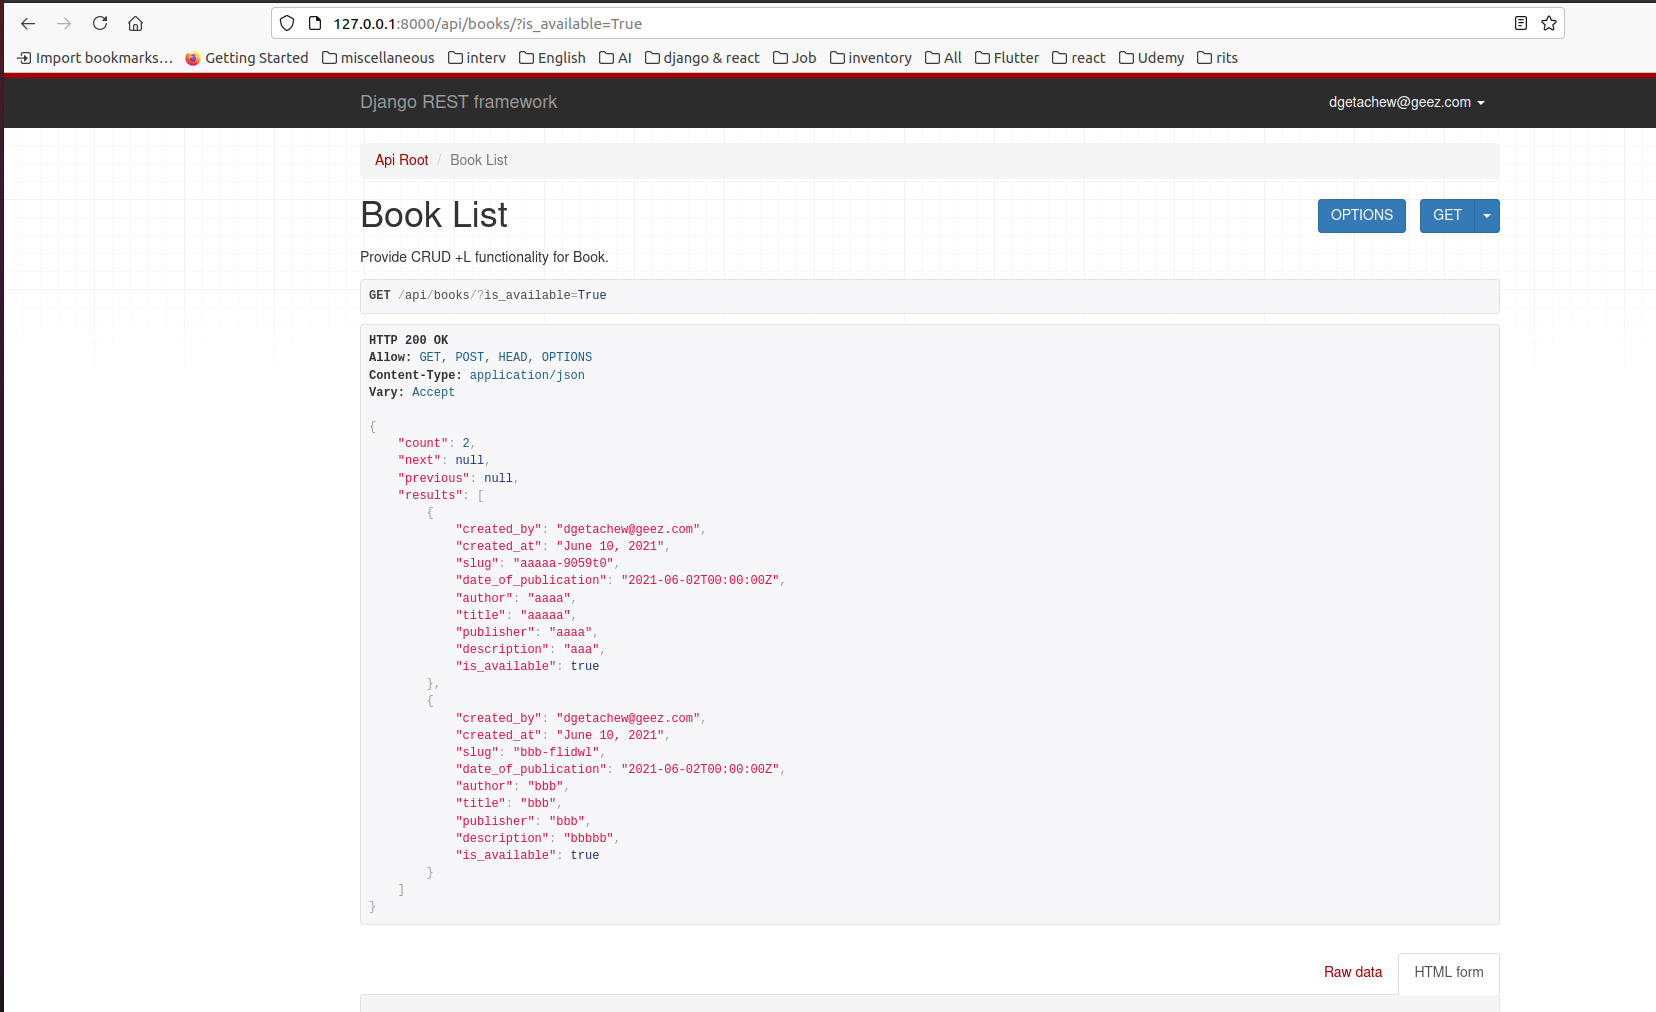 127.0.0.1:8000/api/books/?is_available=True
Import bookmarks... Getting Started miscellaneous interv English AI django & react Job inventory All Flutter react Udemy rits
Django REST framework dgetachew@geez.com
Api Root / Book List
Book List OPTIONS GET
Provide CRUD +L functionality for Book.
GET /api/books/?is_available=True
HTTP 200 OK
Allow: GET, POST, HEAD, OPTIONS
Content-Type: application/json
Vary: Accept
{
"count": 2,
"next": null,
"previous": null,
"results": [
{
"created_by": "dgetachew@geez.com",
"created_at": "June 10, 2021",
"slug": "aaaaa-9059t0",
"date_of_publication": "2021-06-02T00:00:00Z",
"author": "aaaa",
"title": "aaaaa",
"publisher": "aaaa",
"description": "aaa",
"is_available": true
},
{
"created_by": "dgetachew@geez.com",
"created_at": "June 10, 2021",
"slug": "bbb-flidwl",
"date_of_publication": "2021-06-02T00:00:00Z",
"author": "bbb",
"title": "bbb",
"publisher": "bbb",
"description": "bbbbb",
"is_available": true
}
]
}
Raw data HTML form